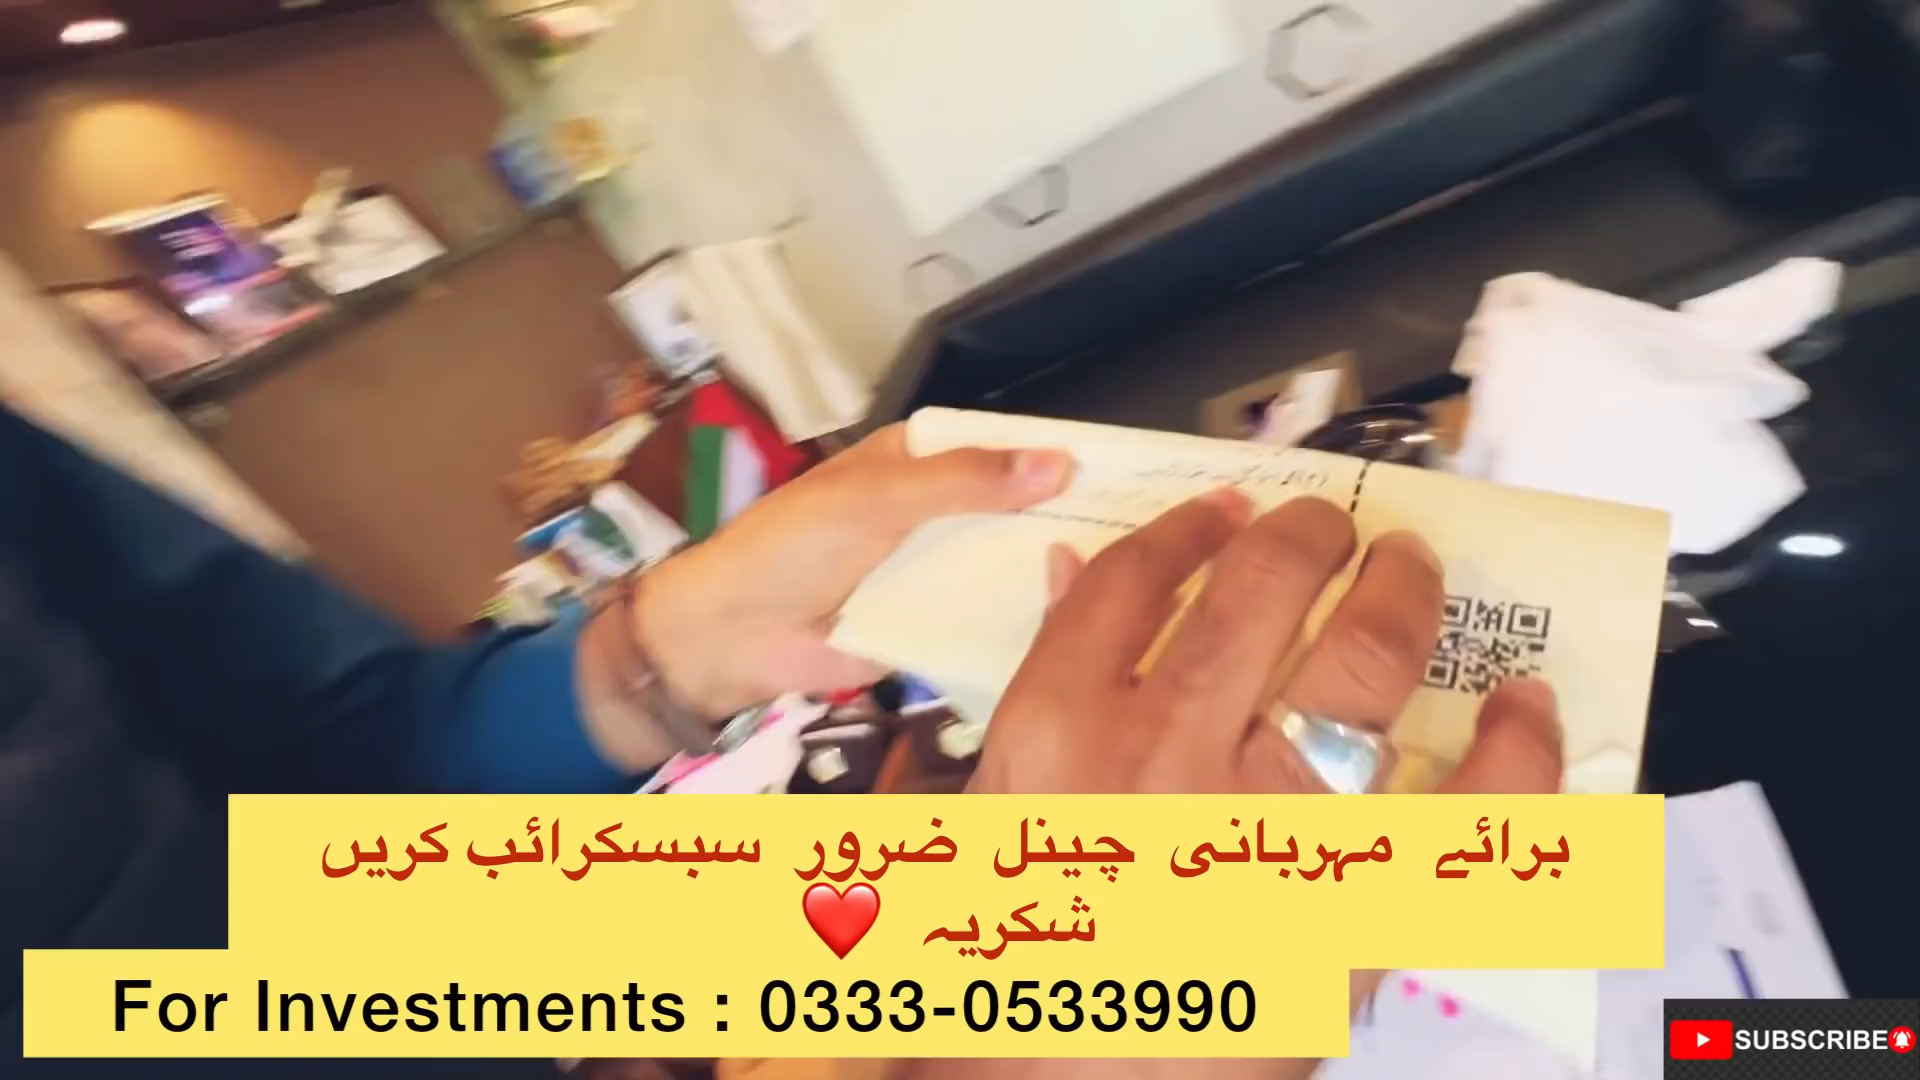 برائے مہربانی چینل ضرور سبسکرائب کریں
شکریہ ❤️
For Investments : 0333-0533990
SUBSCRIBE